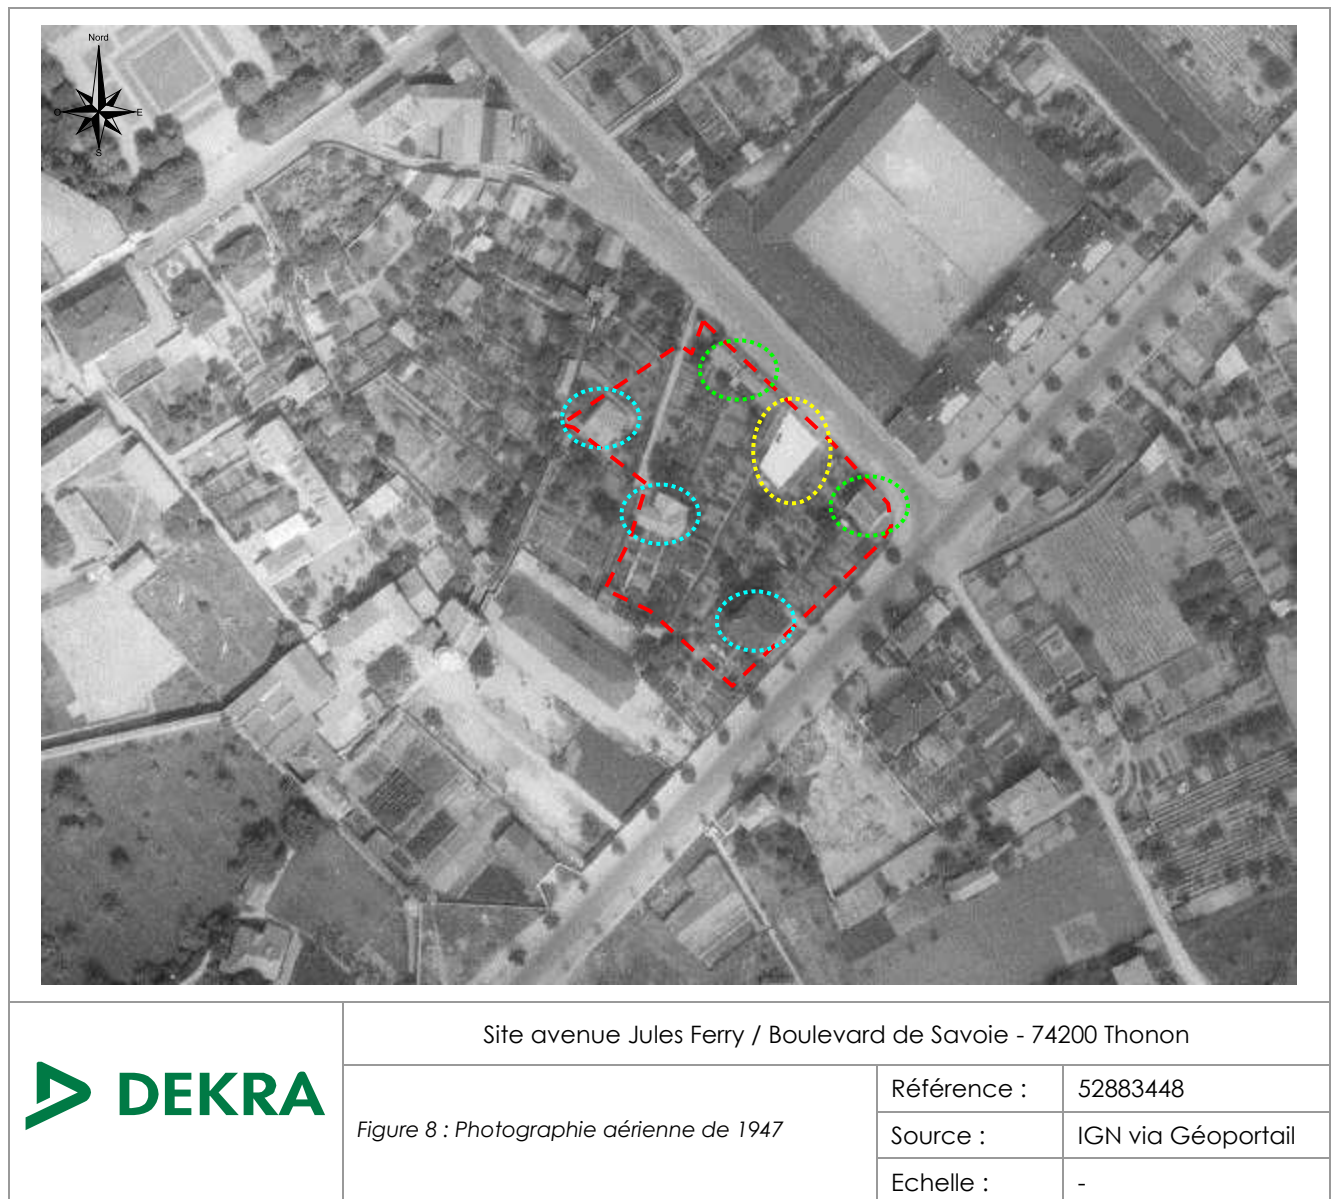 Nord
O
E
S
DEKRA
Site avenue Jules Ferry / Boulevard de Savoie - 74200 Thonon
Figure 8 : Photographie aérienne de 1947
Référence : 52883448
Source : IGN via Géoportail
Echelle : -